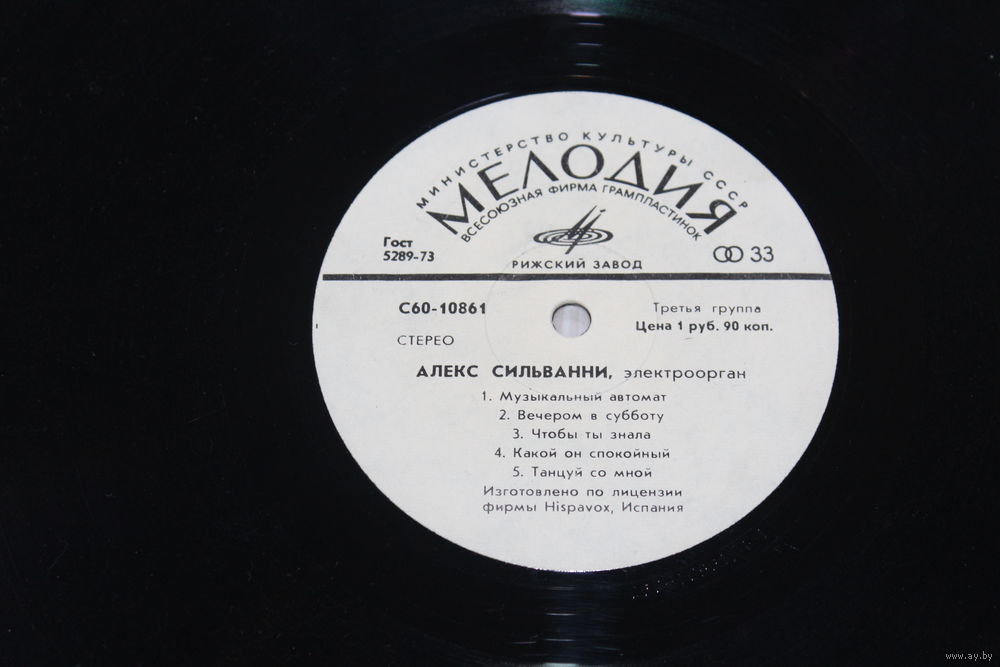 МИНИСТЕРСТВО КУЛЬТУРЫ СССР
МЕЛОДИЯ
ВСЕСОЮЗНАЯ ФИРМА ГРАМПЛАСТИНОК
Гост
5289-73
33
РИЖСКИЙ ЗАВОД
С60-10861
Третья группа
Цена 1 руб. 90 коп.
СТЕРЕО
АЛЕКС СИЛЬВАННИ, электроорган
1. Музыкальный автомат
2. Вечером в субботу
3. Чтобы ты знала
4. Какой он спокойный
5. Танцуй со мной
Изготовлено по лицензии
фирмы Hispavox, Испания
www.ay.by